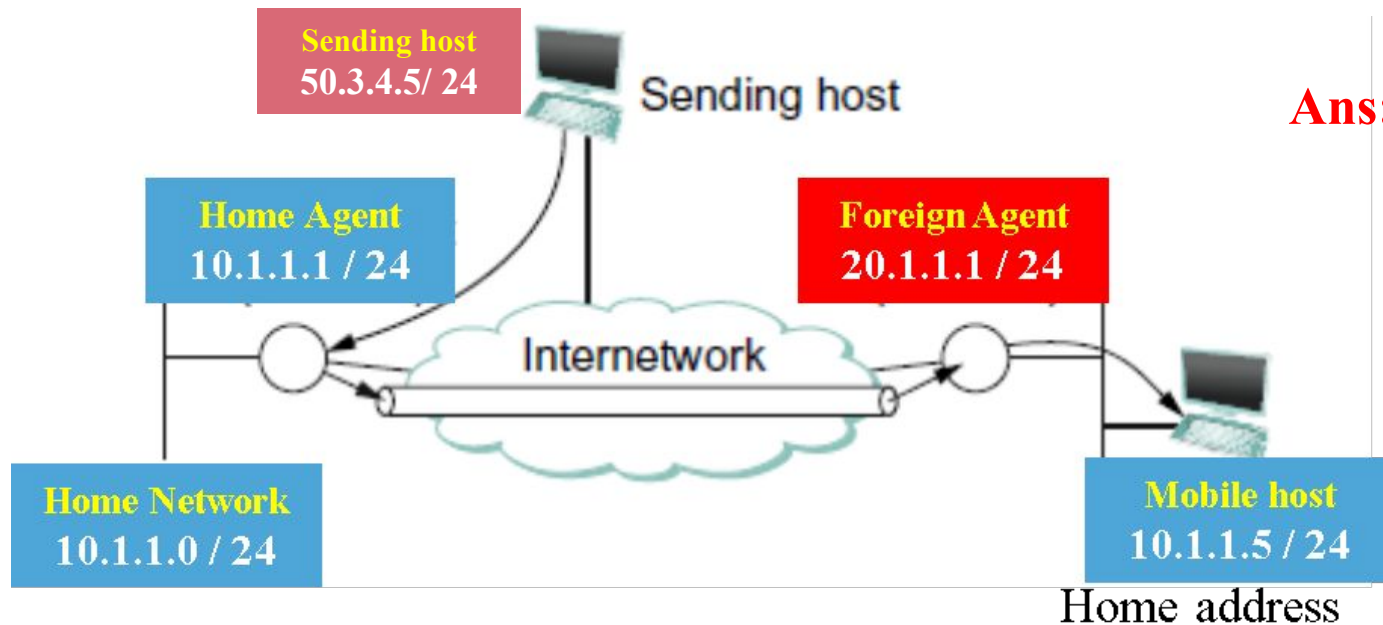 Sending host
50.3.4.5/ 24
Sending host
Ans:
Home Agent
10.1.1.1 / 24
Foreign Agent
20.1.1.1 / 24
Internetwork
Home Network
10.1.1.0 / 24
Mobile host
10.1.1.5 / 24
Home address